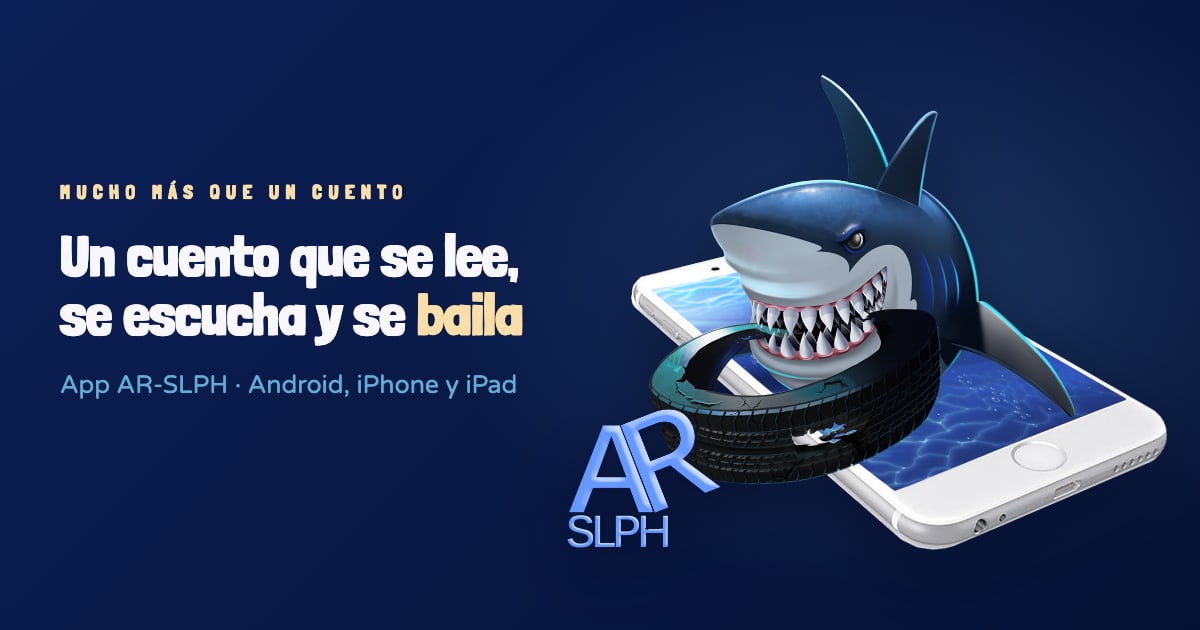 MUCHO MÁS QUE UN CUENTO
Un cuento que se lee,
se escucha y se baila
App AR-SLPH · Android, iPhone y iPad
AR
SLPH